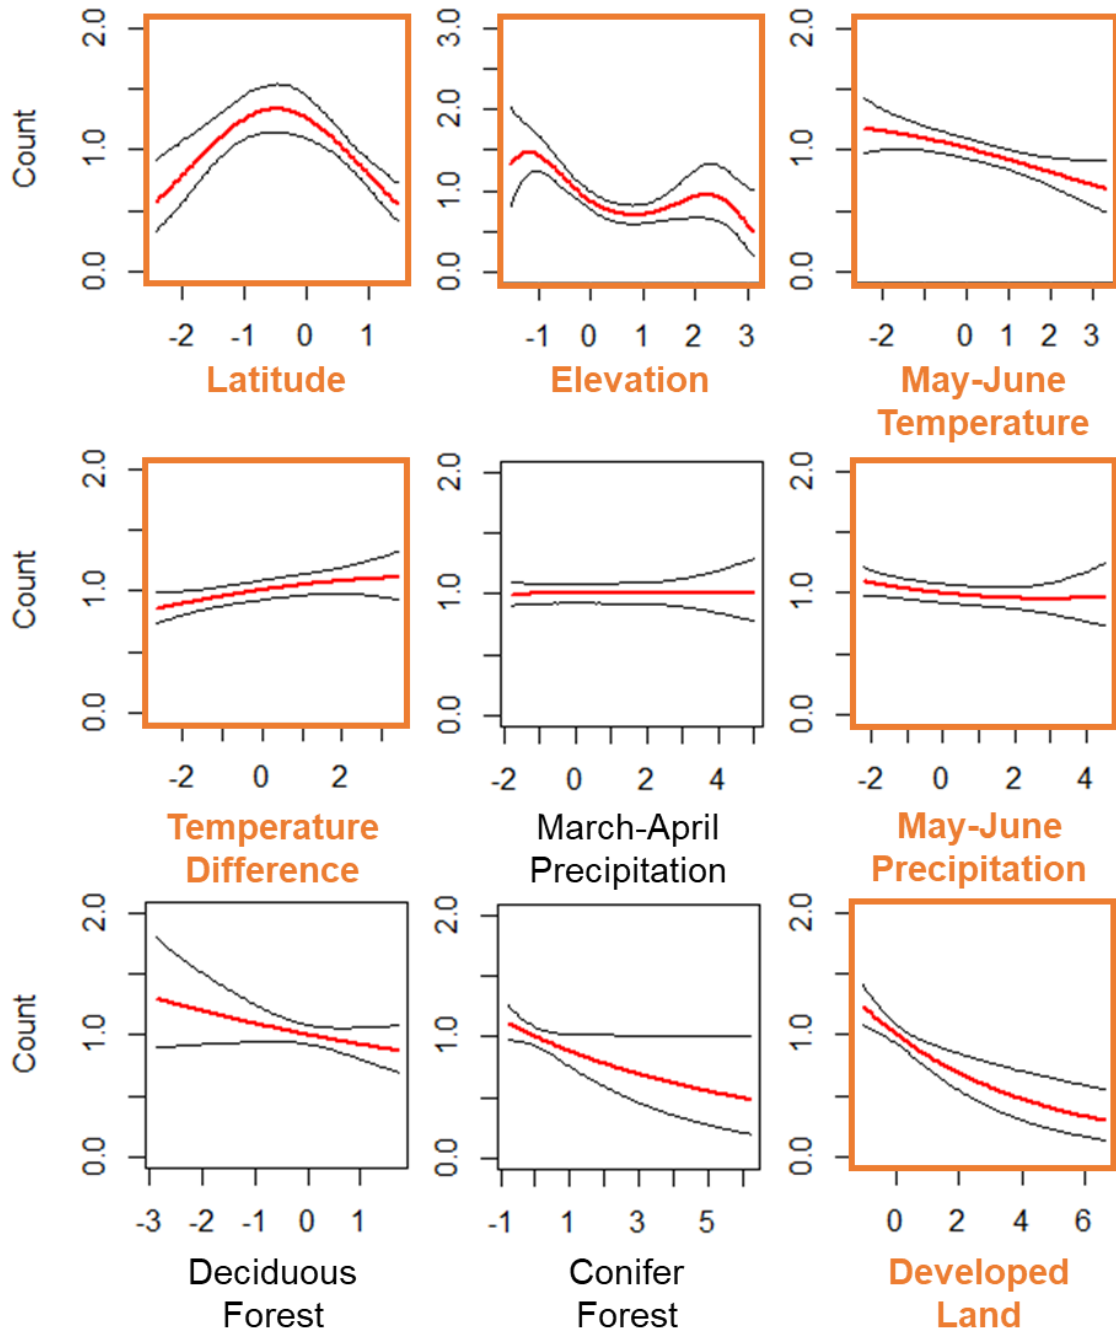 Count
0.0 1.0 2.0
-2 -1 0 1
Latitude
0.0 1.0 2.0 3.0
-1 0 1 2 3
Elevation
0.0 1.0 2.0
-2 0 1 2 3
May-June
Temperature
Count
0.0 1.0 2.0
-2 0 2
Temperature
Difference
0.0 1.0 2.0
-2 0 2 4
March-April
Precipitation
0.0 1.0 2.0
-2 0 2 4
May-June
Precipitation
Count
0.0 1.0 2.0
-3 -2 -1 0 1
Deciduous
Forest
0.0 1.0 2.0
-1 1 3 5
Conifer
Forest
0.0 1.0 2.0
0 2 4 6
Developed
Land